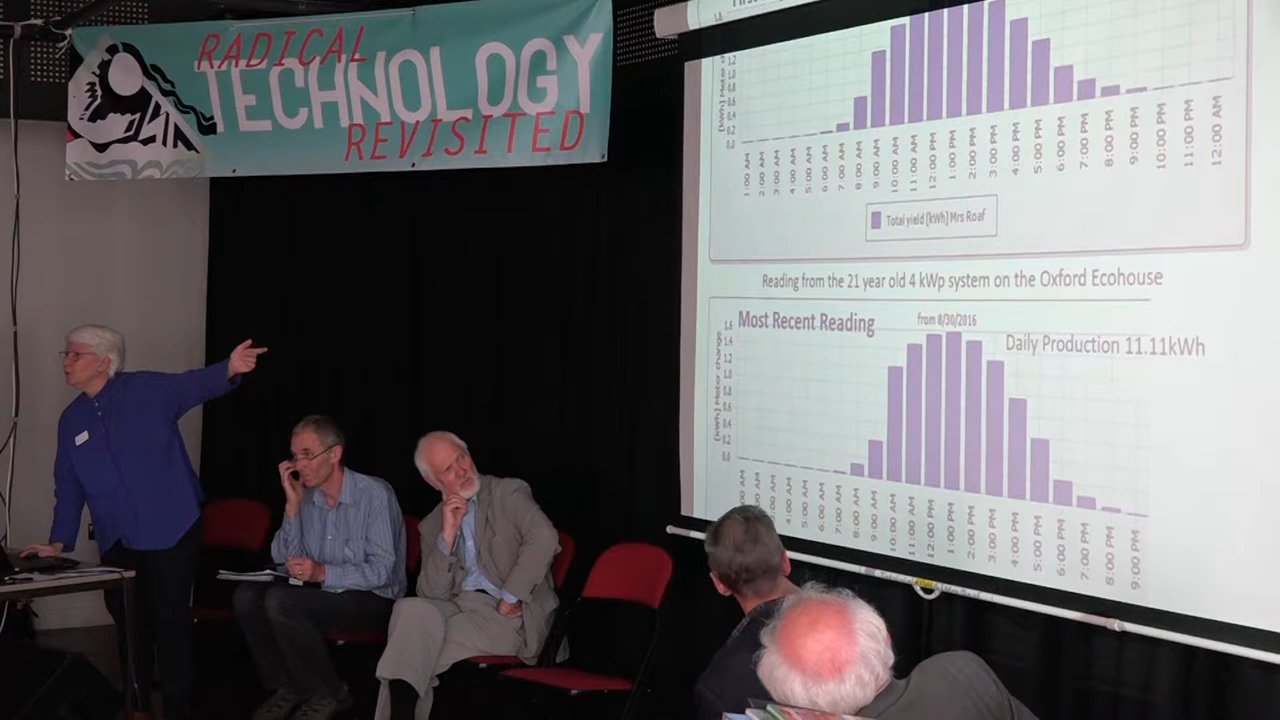 RADICAL
TECHNOLOGY
REVISITED
1.2
1.0
0.8
0.6
0.4
0.2
0.0
1:00 AM
2:00 AM
3:00 AM
4:00 AM
5:00 AM
6:00 AM
7:00 AM
8:00 AM
9:00 AM
10:00 AM
11:00 AM
12:00 PM
1:00 PM
2:00 PM
3:00 PM
4:00 PM
5:00 PM
6:00 PM
7:00 PM
8:00 PM
9:00 PM
10:00 PM
11:00 PM
12:00 AM
Total yield [kWh] Mrs Roaf
Reading from the 21 year old 4 kWp system on the Oxford Ecohouse
Most Recent Reading
from 8/30/2016
Daily Production 11.11kWh
[kWh] Meter change
1.6
1.4
1.2
1.0
0.8
0.6
0.4
0.2
0.0
:00 AM
:00 AM
:00 AM
4:00 AM
5:00 AM
6:00 AM
7:00 AM
8:00 AM
9:00 AM
10:00 AM
11:00 AM
12:00 PM
1:00 PM
2:00 PM
3:00 PM
4:00 PM
5:00 PM
6:00 PM
7:00 PM
8:00 PM
9:00 PM